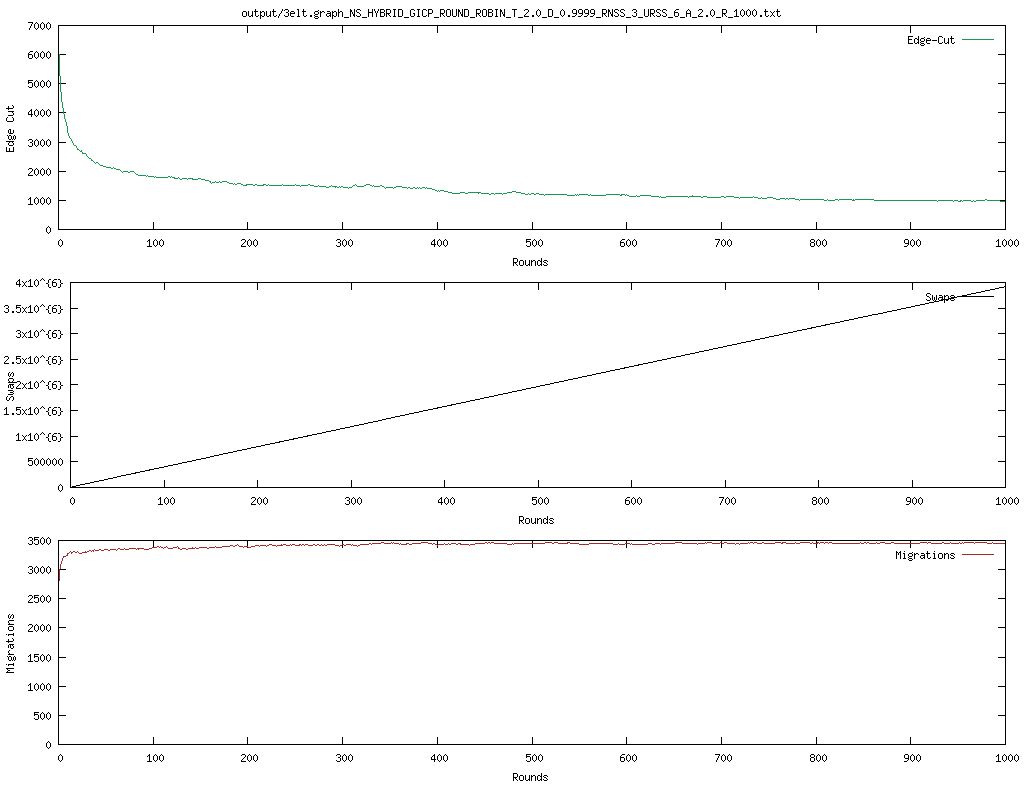 output/3elt.graph_NS_HYBRID_GICP_ROUND_ROBIN_T_2.0_D_0.9999_RNSS_3_URSS_6_A_2.0_R_1000.txt
7000
6000
5000
4000
3000
2000
1000
0
Edge Cut
Edge-Cut
0 100 200 300 400 500 600 700 800 900 1000
Rounds
4x10^{6}
3.5x10^{6}
3x10^{6}
2.5x10^{6}
2x10^{6}
1.5x10^{6}
1x10^{6}
500000
0
Swaps
Swaps
0 100 200 300 400 500 600 700 800 900 1000
Rounds
3500
3000
2500
2000
1500
1000
500
0
Migrations
Migrations
0 100 200 300 400 500 600 700 800 900 1000
Rounds